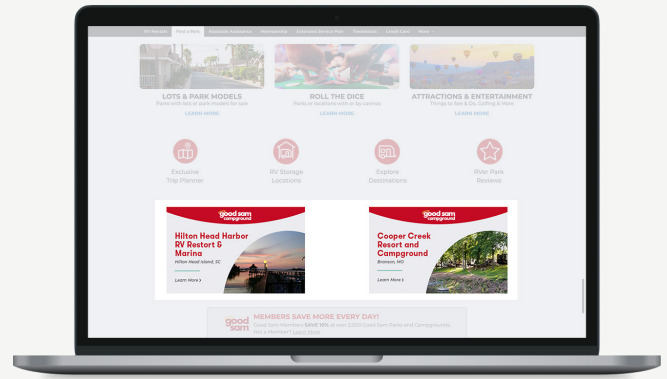 RV Rentals Find a Park Roadside Assistance Membership Extended Service Plan TireAssist Credit Card More
LOTS & PARK MODELS
Parks with lots or park models for sale
LEARN MORE
ROLL THE DICE
Parks or locations with or by casinos
LEARN MORE
ATTRACTIONS & ENTERTAINMENT
Things to See & Do, Golfing & More
LEARN MORE
Exclusive
Trip Planner
RV Storage
Locations
Explore
Destinations
RVer Park
Reviews
good sam
campground
Hilton Head Harbor
RV Restort &
Marina
Hilton Head Island, SC
Learn More >
good sam
campground
Cooper Creek
Resort and
Campground
Branson, MO
Learn More >
good
sam
MEMBERS SAVE MORE EVERY DAY!
Good Sam Members SAVE 10% at over 2,000 Good Sam Parks and Campgrounds.
Not a Member? Learn More